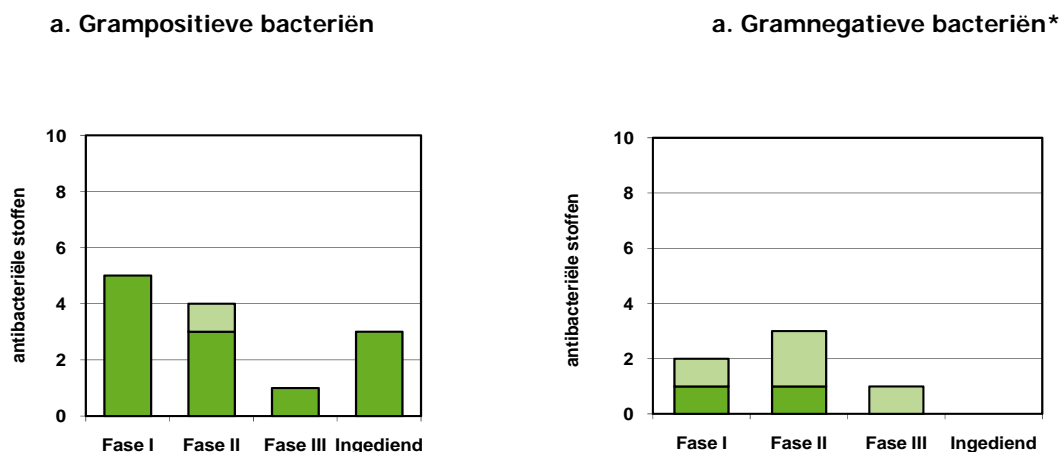 a. Grampositieve bacteriën
10
8
6
4
2
0
antibacteriële stoffen
Fase I Fase II Fase III Ingediend
a. Gramnegatieve bacteriën*
10
8
6
4
2
0
antibacteriële stoffen
Fase I Fase II Fase III Ingediend